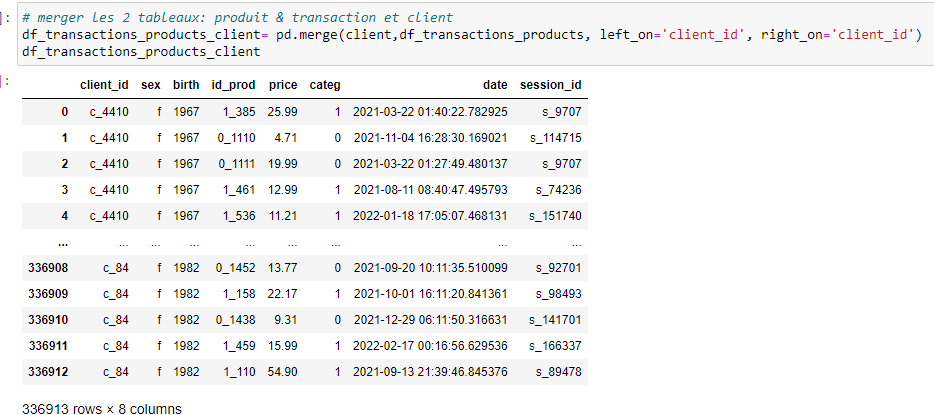 ]: # merger les 2 tableaux: produit & transaction et client
df_transactions_products_client= pd.merge(client,df_transactions_products, left_on='client_id', right_on='client_id')
df_transactions_products_client
]:
client_id sex birth id_prod price categ date session_id
0 c_4410 f 1967 1_385 25.99 1 2021-03-22 01:40:22.782925 s_9707
1 c_4410 f 1967 0_1110 4.71 0 2021-11-04 16:28:30.169021 s_114715
2 c_4410 f 1967 0_1111 19.99 0 2021-03-22 01:27:49.480137 s_9707
3 c_4410 f 1967 1_461 12.99 1 2021-08-11 08:40:47.495793 s_74236
4 c_4410 f 1967 1_536 11.21 1 2022-01-18 17:05:07.468131 s_151740
... ... ... ... ... ... ... ... ...
336908 c_84 f 1982 0_1452 13.77 0 2021-09-20 10:11:35.510099 s_92701
336909 c_84 f 1982 1_158 22.17 1 2021-10-01 16:11:20.841361 s_98493
336910 c_84 f 1982 0_1438 9.31 0 2021-12-29 06:11:50.316631 s_141701
336911 c_84 f 1982 1_459 15.99 1 2022-02-17 00:16:56.629536 s_166337
336912 c_84 f 1982 1_110 54.90 1 2021-09-13 21:39:46.845376 s_89478
336913 rows × 8 columns